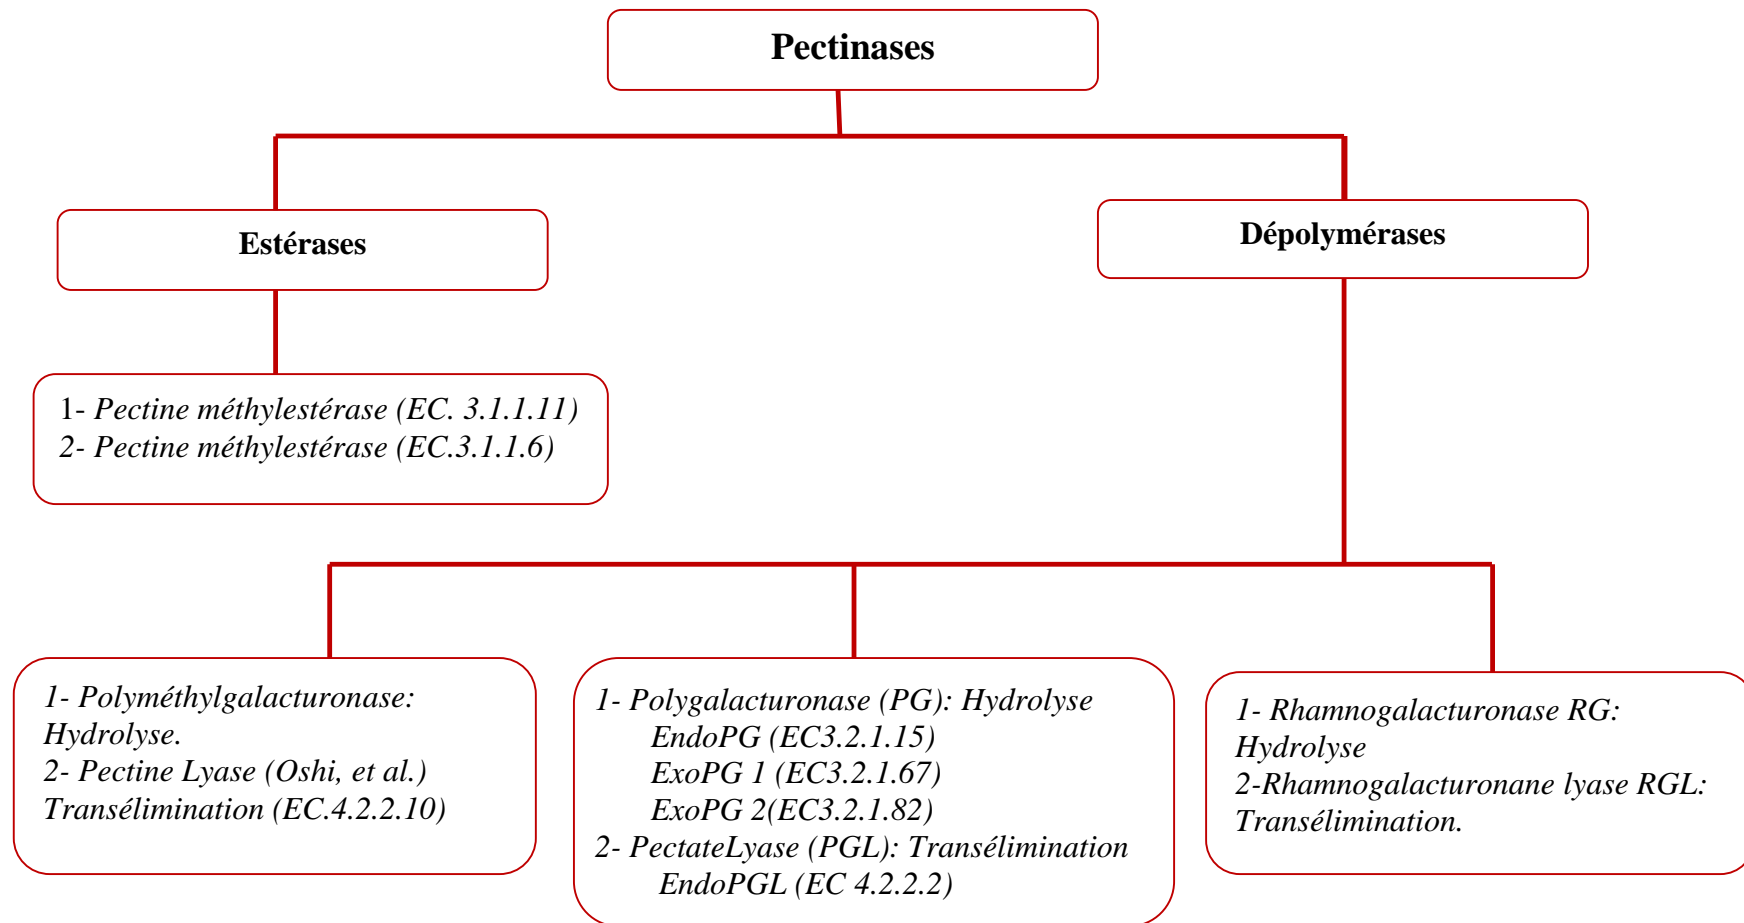 Pectinases
Estérases
Dépolymérases
1- Pectine méthylestérase (EC. 3.1.1.11)
2- Pectine méthylestérase (EC.3.1.1.6)
1- Polyméthylgalacturonase:
Hydrolyse.
2- Pectine Lyase (Oshi, et al.)
Transélimination (EC.4.2.2.10)
1- Polygalacturonase (PG): Hydrolyse
EndoPG (EC3.2.1.15)
ExoPG 1 (EC3.2.1.67)
ExoPG 2(EC3.2.1.82)
2- PectateLyase (PGL): Transélimination
EndoPGL (EC 4.2.2.2)
1- Rhamnogalacturonase RG:
Hydrolyse
2-Rhamnogalacturonane lyase RGL:
Transélimination.